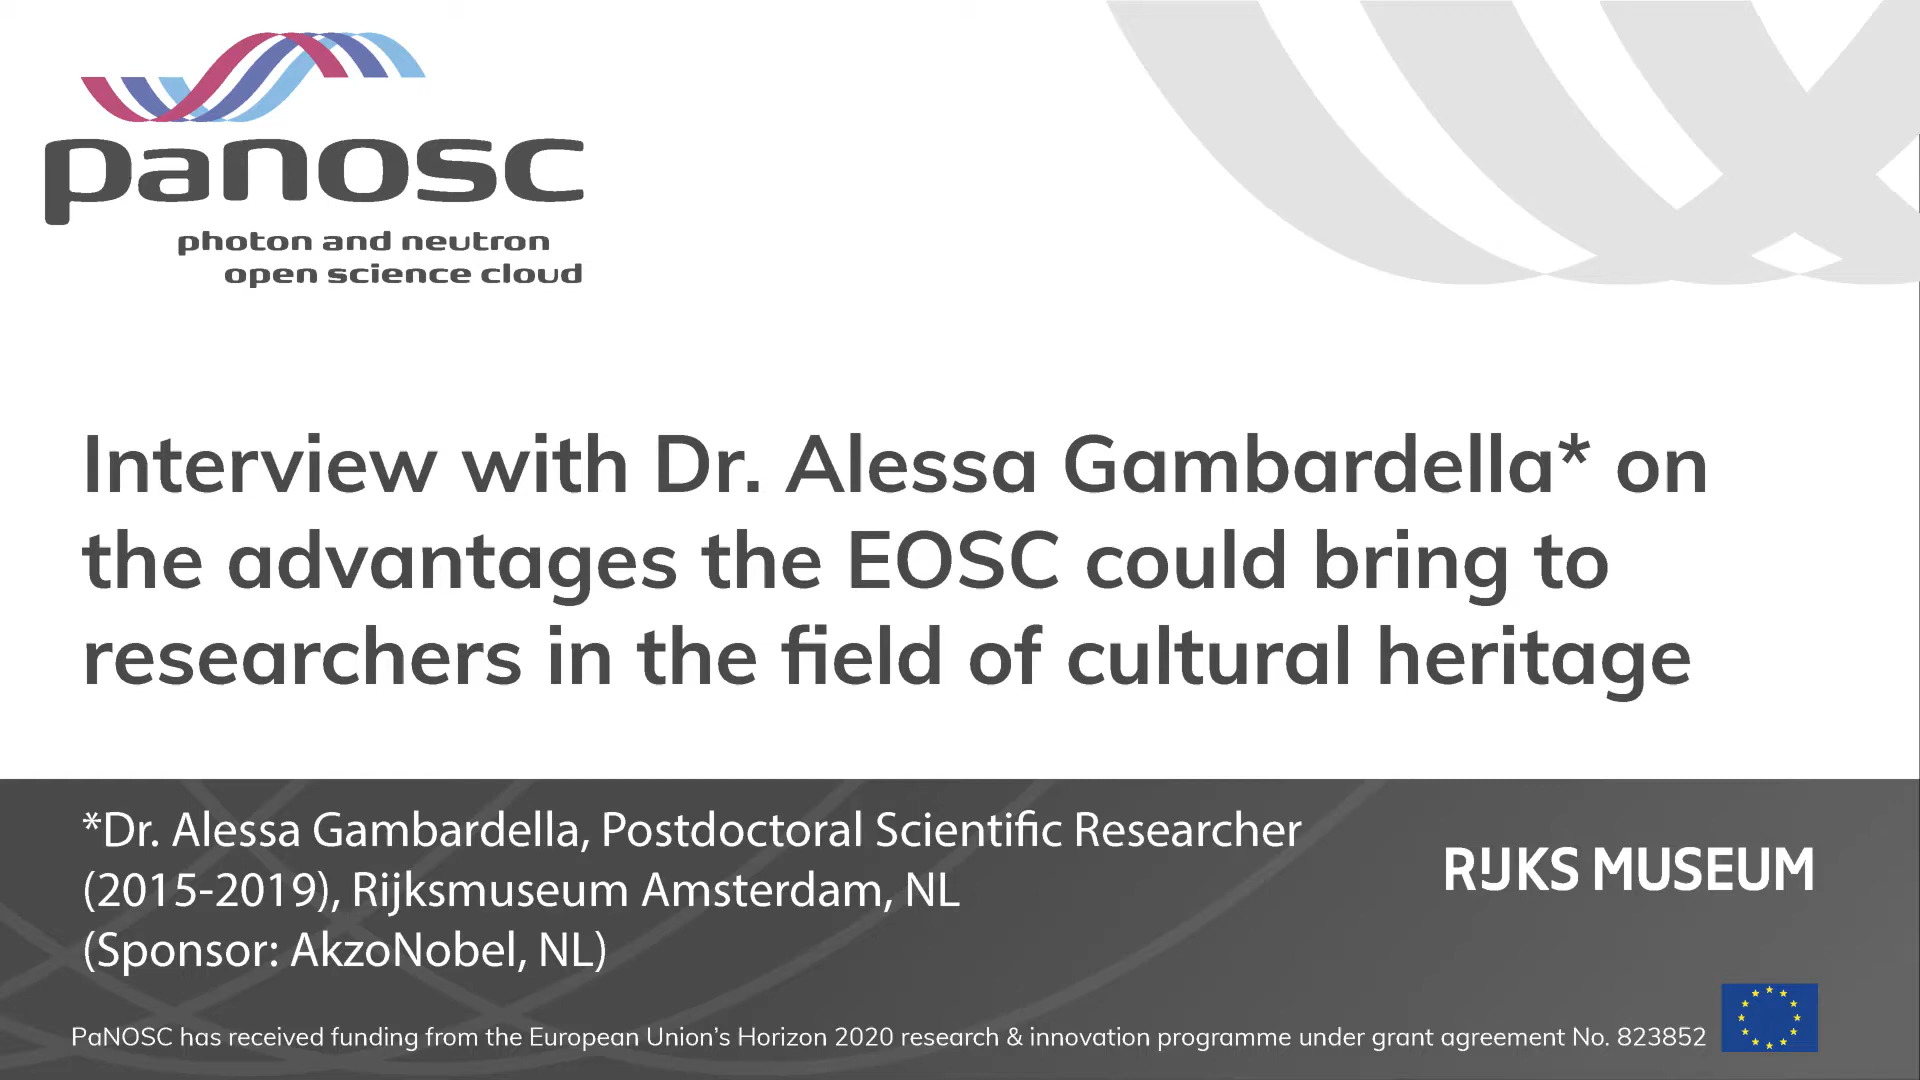 panosc
photon and neutron
open science cloud
Interview with Dr. Alessa Gambardella* on
the advantages the EOSC could bring to
researchers in the field of cultural heritage
*Dr. Alessa Gambardella, Postdoctoral Scientific Researcher
(2015-2019), Rijksmuseum Amsterdam, NL
(Sponsor: AkzoNobel, NL)
RIJKS MUSEUM
PaNOSC has received funding from the European Union’s Horizon 2020 research & innovation programme under grant agreement No. 823852